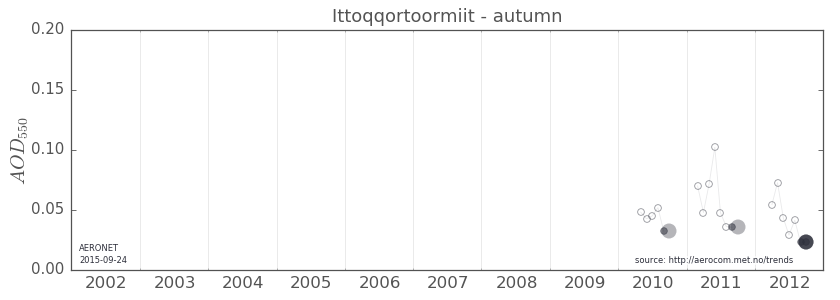 Ittoqqortoormiit - autumn
0.20
0.15
0.10
0.05
0.00
AOD550
AERONET
2015-09-24
source: http://aerocom.met.no/trends
2002 2003 2004 2005 2006 2007 2008 2009 2010 2011 2012